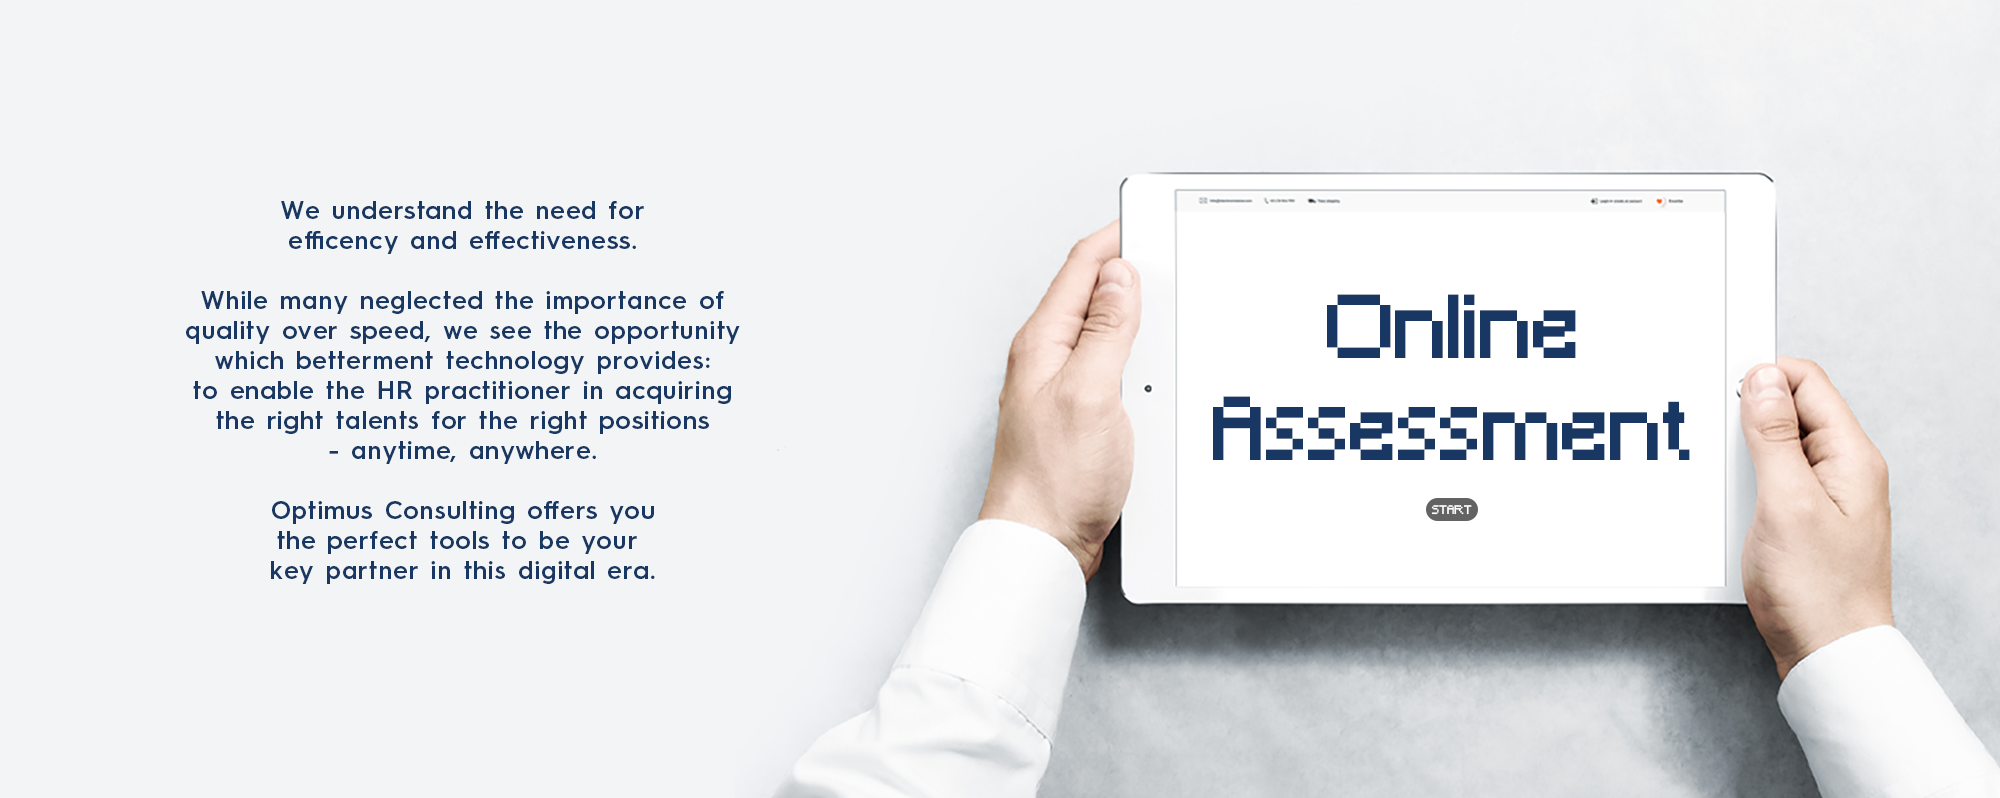 We understand the need for
efficency and effectiveness.
While many neglected the importance of
quality over speed, we see the opportunity
which betterment technology provides:
to enable the HR practitioner in acquiring
the right talents for the right positions
- anytime, anywhere.
Optimus Consulting offers you
the perfect tools to be your
key partner in this digital era.
Online
Assessment
START